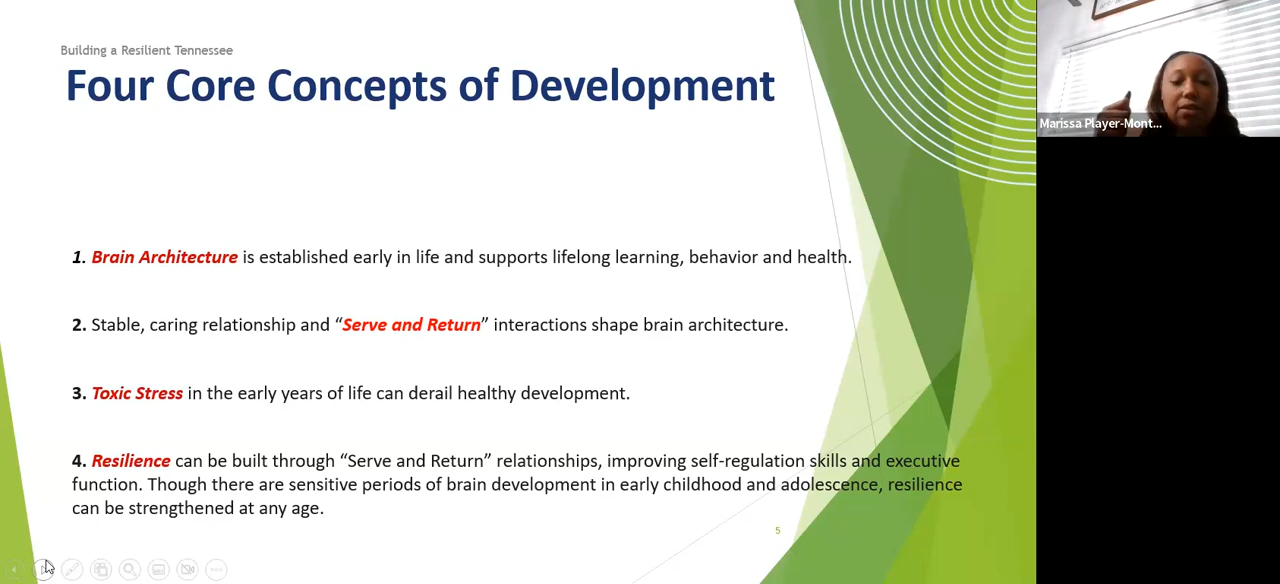 Building a Resilient Tennessee
Four Core Concepts of Development
Marissa Player-Mont...
1. Brain Architecture is established early in life and supports lifelong learning, behavior and health.
2. Stable, caring relationship and “Serve and Return” interactions shape brain architecture.
3. Toxic Stress in the early years of life can derail healthy development.
4. Resilience can be built through “Serve and Return” relationships, improving self-regulation skills and executive
function. Though there are sensitive periods of brain development in early childhood and adolescence, resilience
can be strengthened at any age.
5